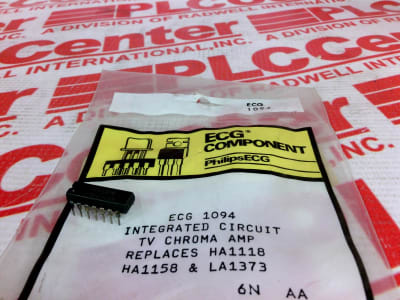 PLCCenter
A DIVISION OF RADWELL INTERNATIONAL, INC.
ECG
1094
ECG®
COMPONENT
PhilipsECG
ECG 1094
INTEGRATED CIRCUIT
TV CHROMA AMP
REPLACES HA1118
HA1158 & LA1373
6N AA